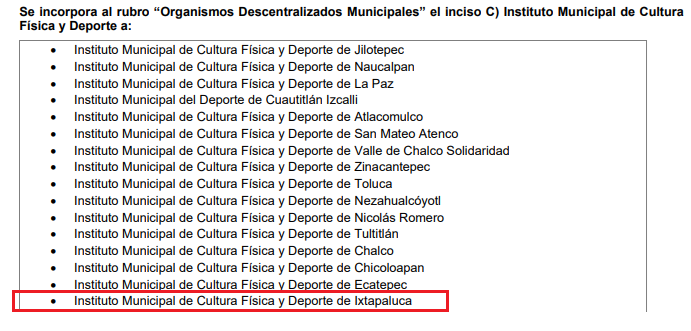 Se incorpora al rubro “Organismos Descentralizados Municipales” el inciso C) Instituto Municipal de Cultura
Física y Deporte a:
• Instituto Municipal de Cultura Física y Deporte de Jilotepec
• Instituto Municipal de Cultura Física y Deporte de Naucalpan
• Instituto Municipal de Cultura Física y Deporte de La Paz
• Instituto Municipal del Deporte de Cuautitlán Izcalli
• Instituto Municipal de Cultura Física y Deporte de Atlacomulco
• Instituto Municipal de Cultura Física y Deporte de San Mateo Atenco
• Instituto Municipal de Cultura Física y Deporte de Valle de Chalco Solidaridad
• Instituto Municipal de Cultura Física y Deporte de Zinacantepec
• Instituto Municipal de Cultura Física y Deporte de Toluca
• Instituto Municipal de Cultura Física y Deporte de Nezahualcóyotl
• Instituto Municipal de Cultura Física y Deporte de Nicolás Romero
• Instituto Municipal de Cultura Física y Deporte de Tultitlán
• Instituto Municipal de Cultura Física y Deporte de Chalco
• Instituto Municipal de Cultura Física y Deporte de Chicoloapan
• Instituto Municipal de Cultura Física y Deporte de Ecatepec
• Instituto Municipal de Cultura Física y Deporte de Ixtapaluca